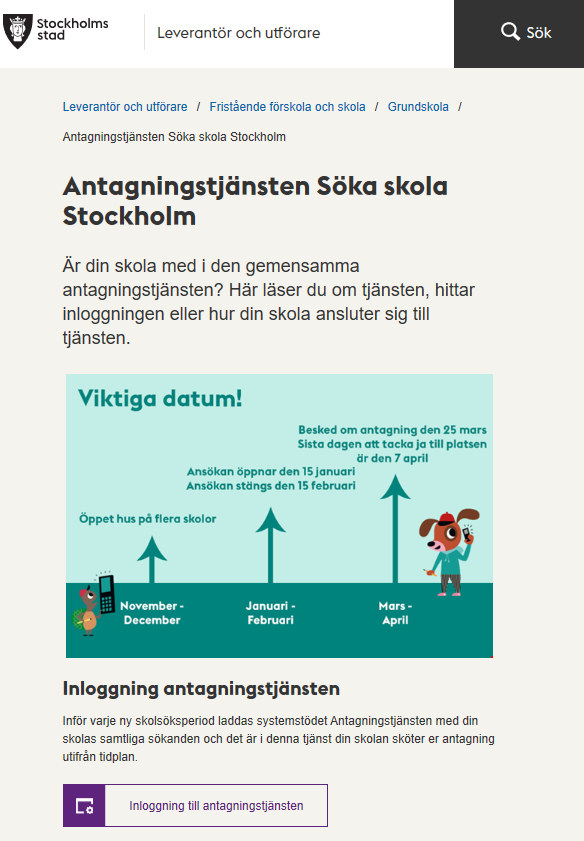 Stockholms
stad
Leverantör och utförare
Sök
Leverantör och utförare / Fristående förskola och skola / Grundskola /
Antagningstjänsten Söka skola Stockholm
Antagningstjänsten Söka skola
Stockholm
Är din skola med i den gemensamma
antagningstjänsten? Här läser du om tjänsten, hittar
inloggningen eller hur din skola ansluter sig till
tjänsten.
Viktiga datum!
Besked om antagning den 25 mars
Sista dagen att tacka ja till platsen
är den 7 april
Ansökan öppnar den 15 januari
Ansökan stängs den 15 februari
Öppet hus på flera skolor
November -
December
Januari -
Februari
Mars -
April
Inloggning antagningstjänsten
Inför varje ny skolsöksperiod laddas systemstödet Antagningstjänsten med din
skolas samtliga sökanden och det är i denna tjänst din skolan sköter er antagning
utifrån tidplan.
Inloggning till antagningstjänsten